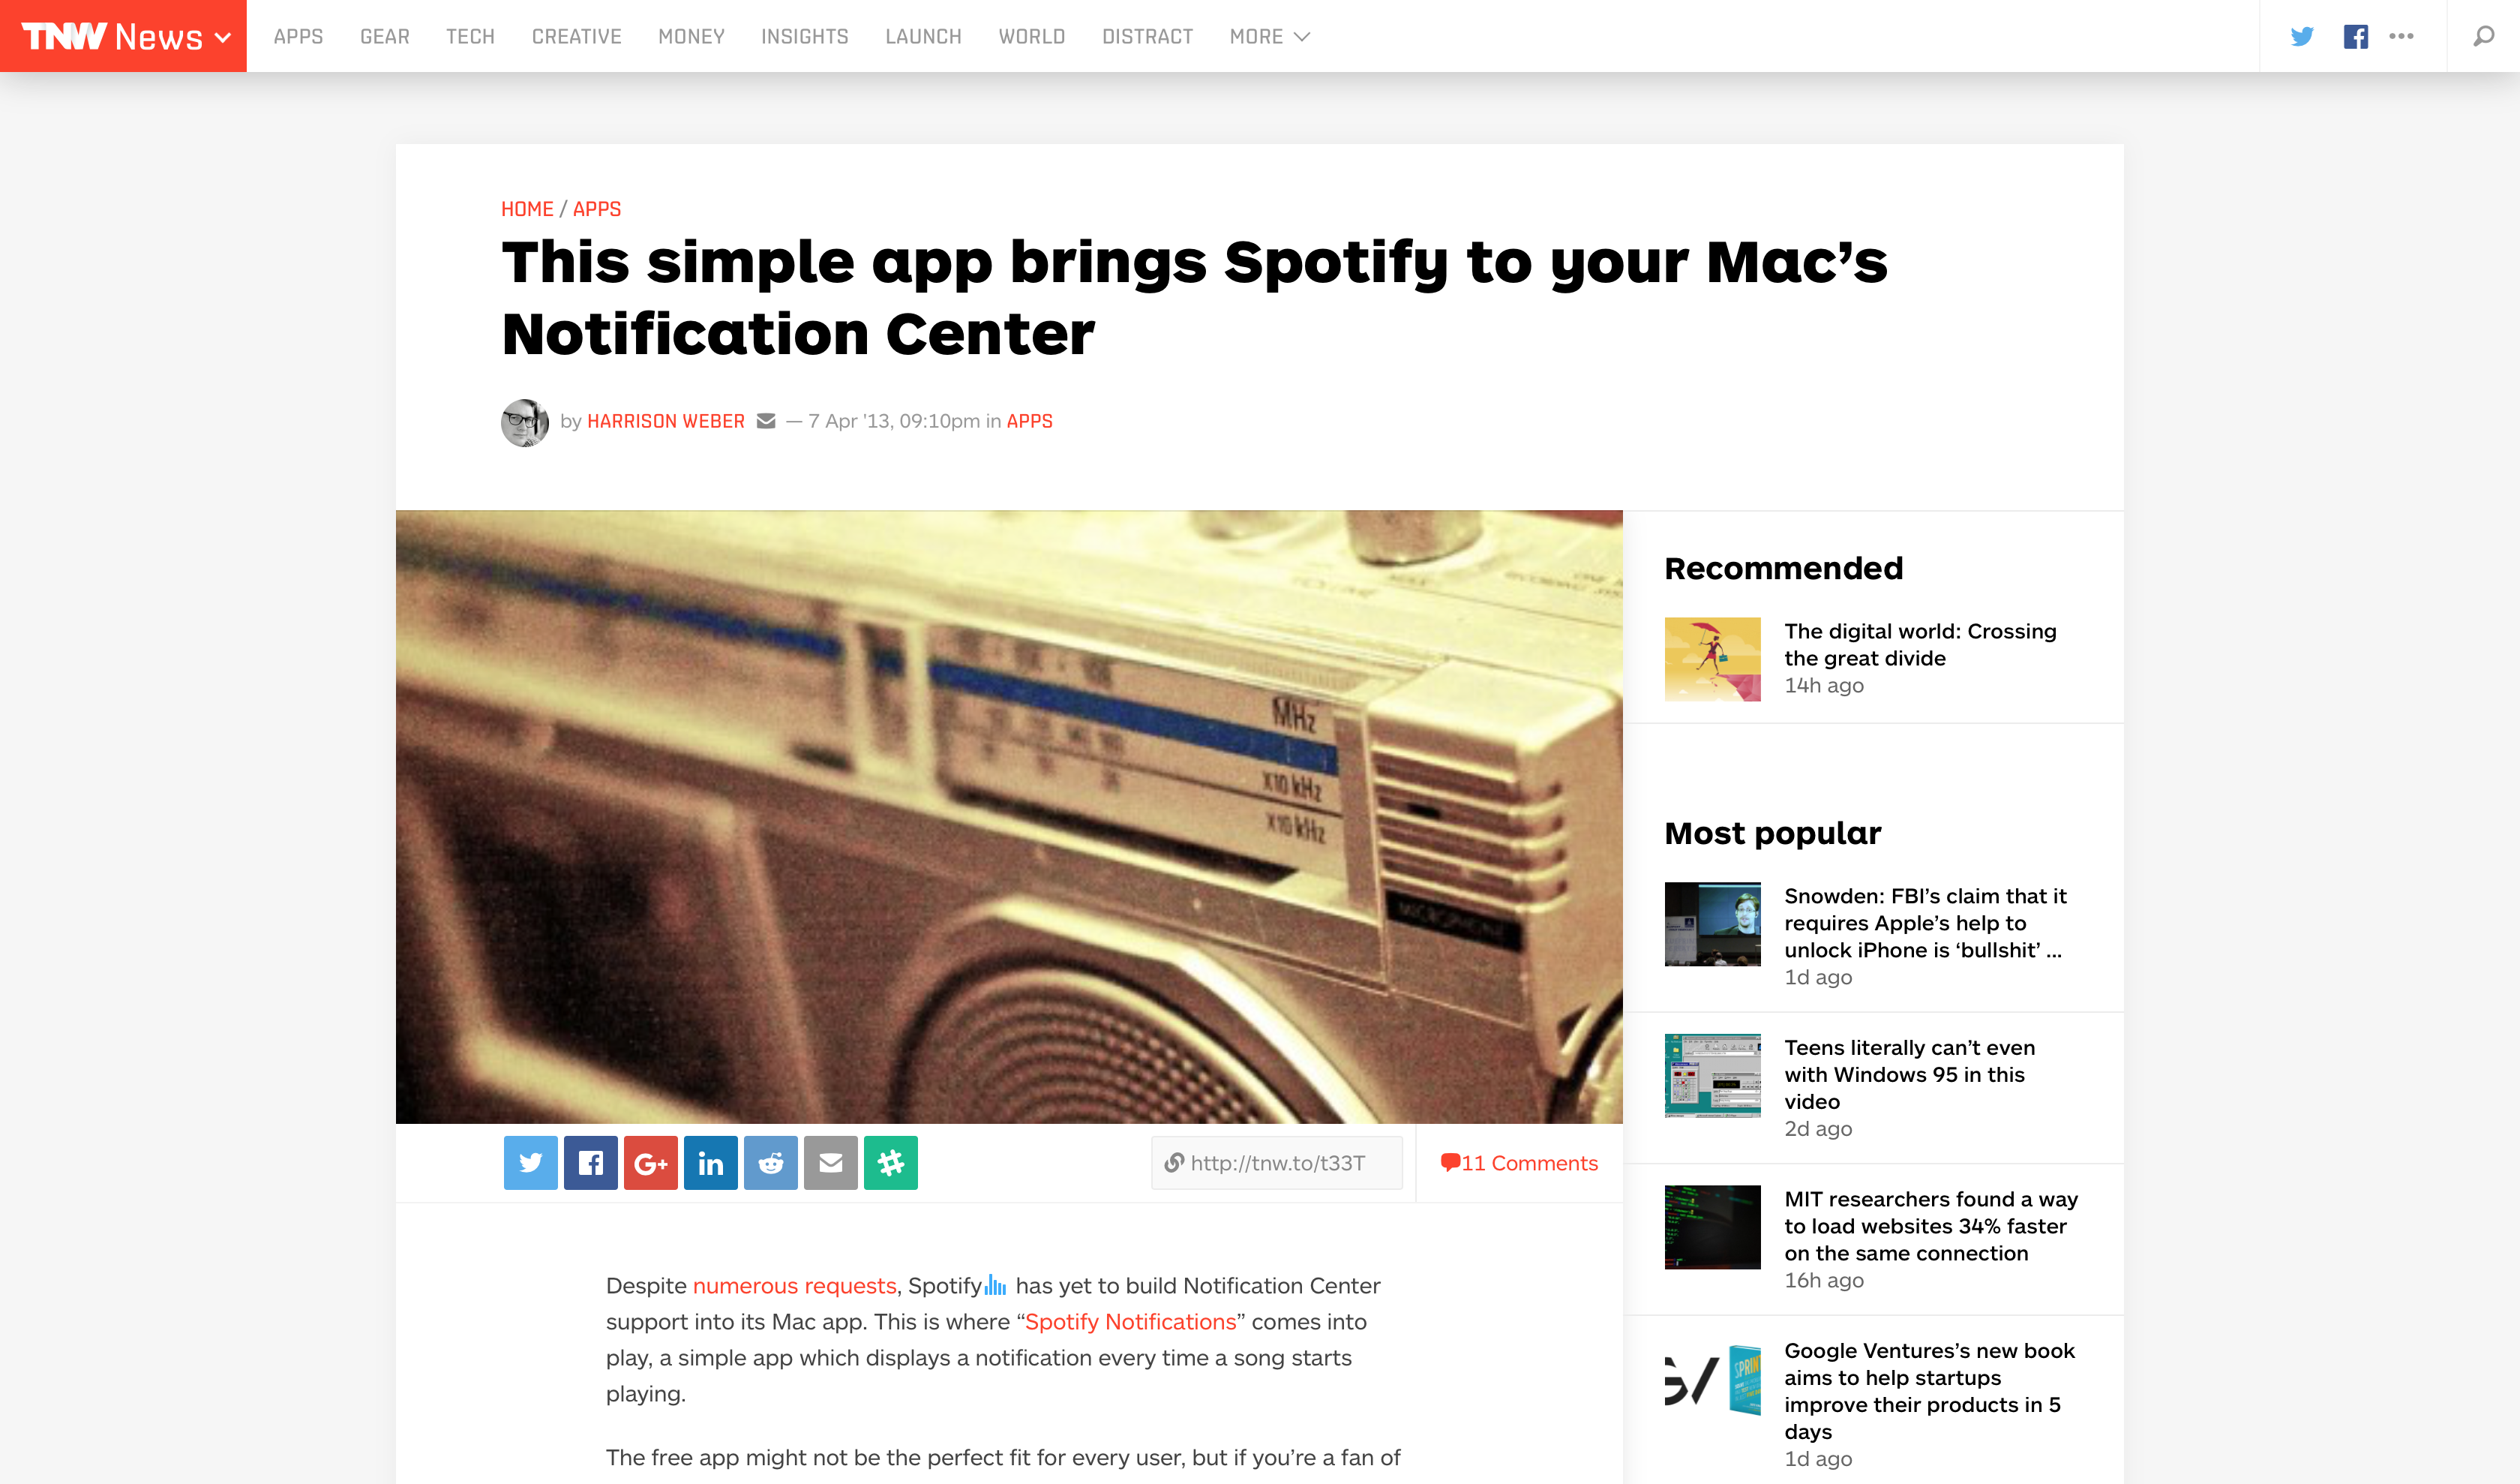 TNW News
APPS
GEAR
TECH
CREATIVE
MONEY
INSIGHTS
LAUNCH
WORLD
DISTRACT
MORE
HOME / APPS
This simple app brings Spotify to your Mac’s
Notification Center
by HARRISON WEBER — 7 Apr '13, 09:10pm in APPS
MHz
X10 kHz
X10 kHz
MICROPHONE
G+
in
http://tnw.to/t33T
11 Comments
Despite numerous requests, Spotify has yet to build Notification Center
support into its Mac app. This is where “Spotify Notifications” comes into
play, a simple app which displays a notification every time a song starts
playing.
The free app might not be the perfect fit for every user, but if you’re a fan of
Recommended
The digital world: Crossing
the great divide
14h ago
Most popular
Snowden: FBI’s claim that it
requires Apple’s help to
unlock iPhone is ‘bullshit’ ...
1d ago
Teens literally can’t even
with Windows 95 in this
video
2d ago
MIT researchers found a way
to load websites 34% faster
on the same connection
16h ago
Google Ventures’s new book
aims to help startups
improve their products in 5
days
1d ago